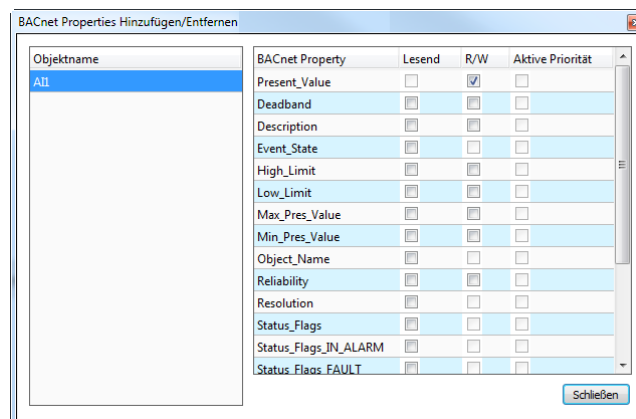 BACnet Properties Hinzufügen/Entfernen
Objektname
AI1
BACnet Property Lesend R/W Aktive Priorität
Present_Value
Deadband
Description
Event_State
High_Limit
Low_Limit
Max_Pres_Value
Min_Pres_Value
Object_Name
Reliability
Resolution
Status_Flags
Status_Flags_IN_ALARM
Status_Flags_FAULT
Schließen